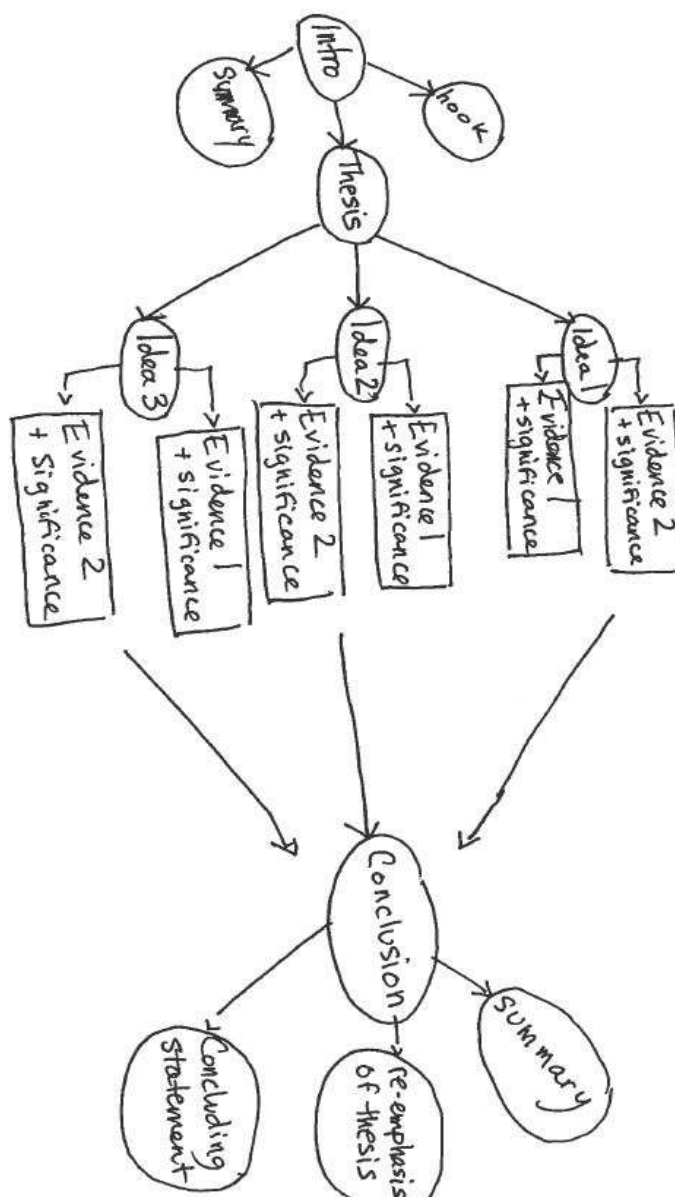 hook
Intro
Summary
Thesis
Idea 1
Evidence 2
+ significance
Evidence 1
+ significance
Idea 2
Evidence 1
+ significance
Evidence 2
+ significance
Idea 3
Evidence 1
+ significance
Evidence 2
+ Significance
Conclusion
summary
re-emphasis
of thesis
Concluding
statement